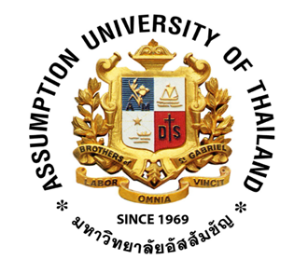 ASSUMPTION UNIVERSITY OF THAILAND
A M
D S
BROTHERS GABRIEL
LABOR VINCIT
OMNIA
SINCE 1969
* มหาวิทยาลัยอัสสัมชัญ *